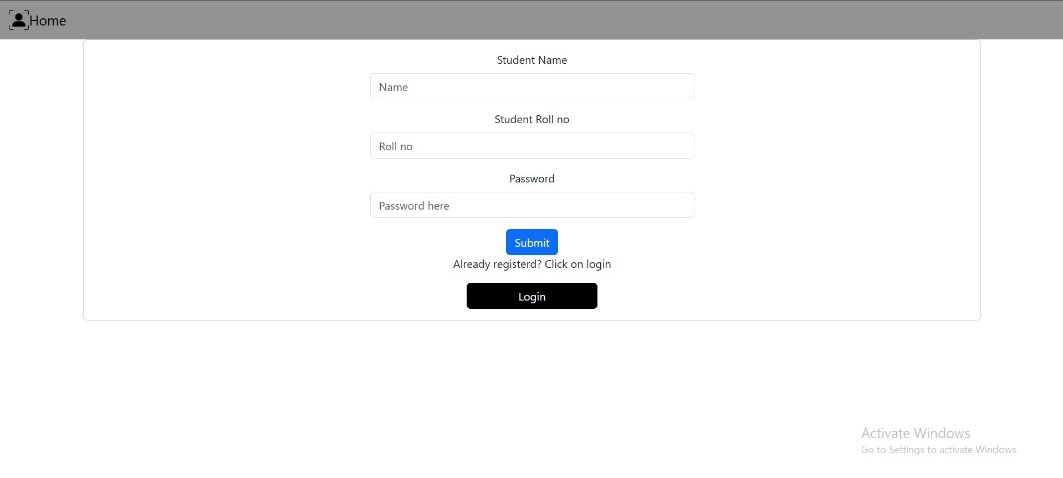 Home
Student Name
Name
Student Roll no
Roll no
Password
Password here
Submit
Already registerd? Click on login
Login
Activate Windows
Go to Settings to activate Windows.